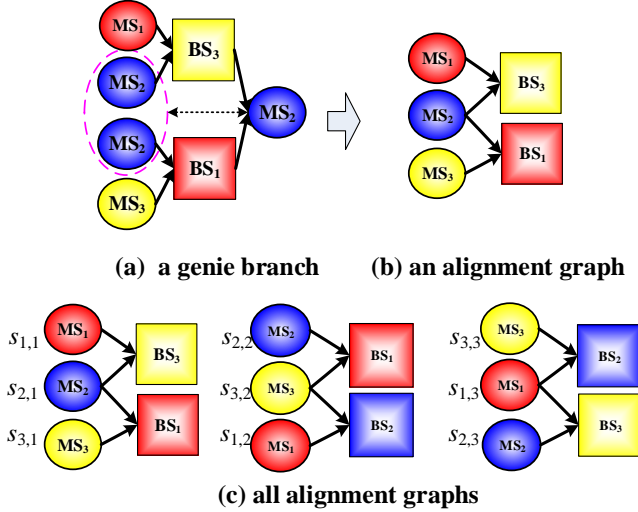 MS₁
BS₃
MS₂
MS₂
MS₂
BS₁
MS₃
(a) a genie branch
MS₁
BS₃
MS₂
BS₁
MS₃
(b) an alignment graph
s₁,₁ MS₁
BS₃
s₂,₁ MS₂
BS₁
s₃,₁ MS₃
s₂,₂ MS₂
BS₁
s₃,₂ MS₃
BS₂
s₁,₂ MS₁
s₃,₃ MS₃
BS₂
s₁,₃ MS₁
BS₃
s₂,₃ MS₂
(c) all alignment graphs